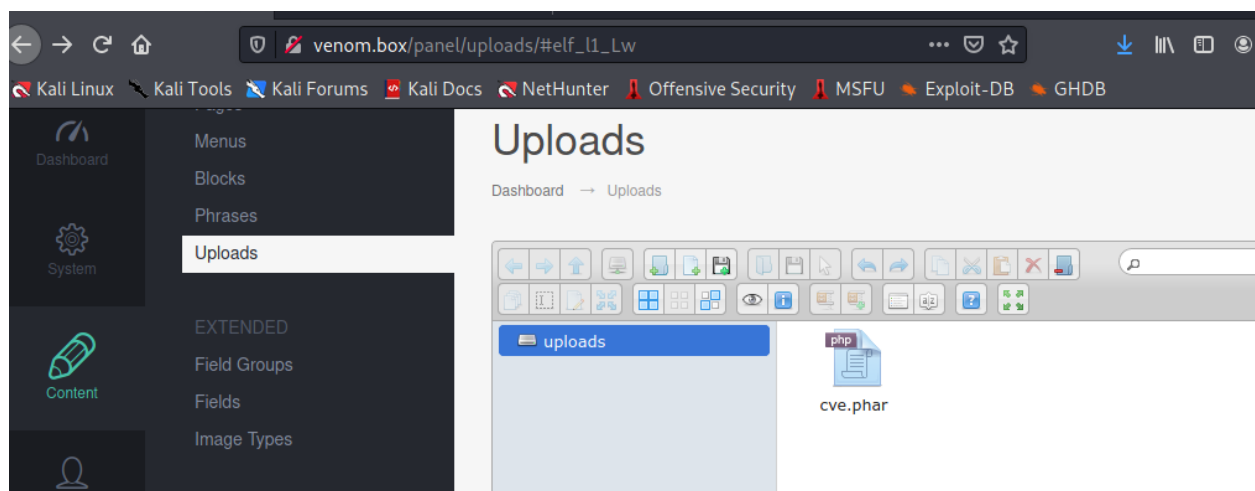 venom.box/panel/uploads/#elf_l1_Lw
Kali Linux Kali Tools Kali Forums Kali Docs NetHunter Offensive Security MSFU Exploit-DB GHDB
Dashboard
System
Content
Menus
Blocks
Phrases
Uploads
EXTENDED
Field Groups
Fields
Image Types
Uploads
Dashboard → Uploads
uploads
php
cve.phar